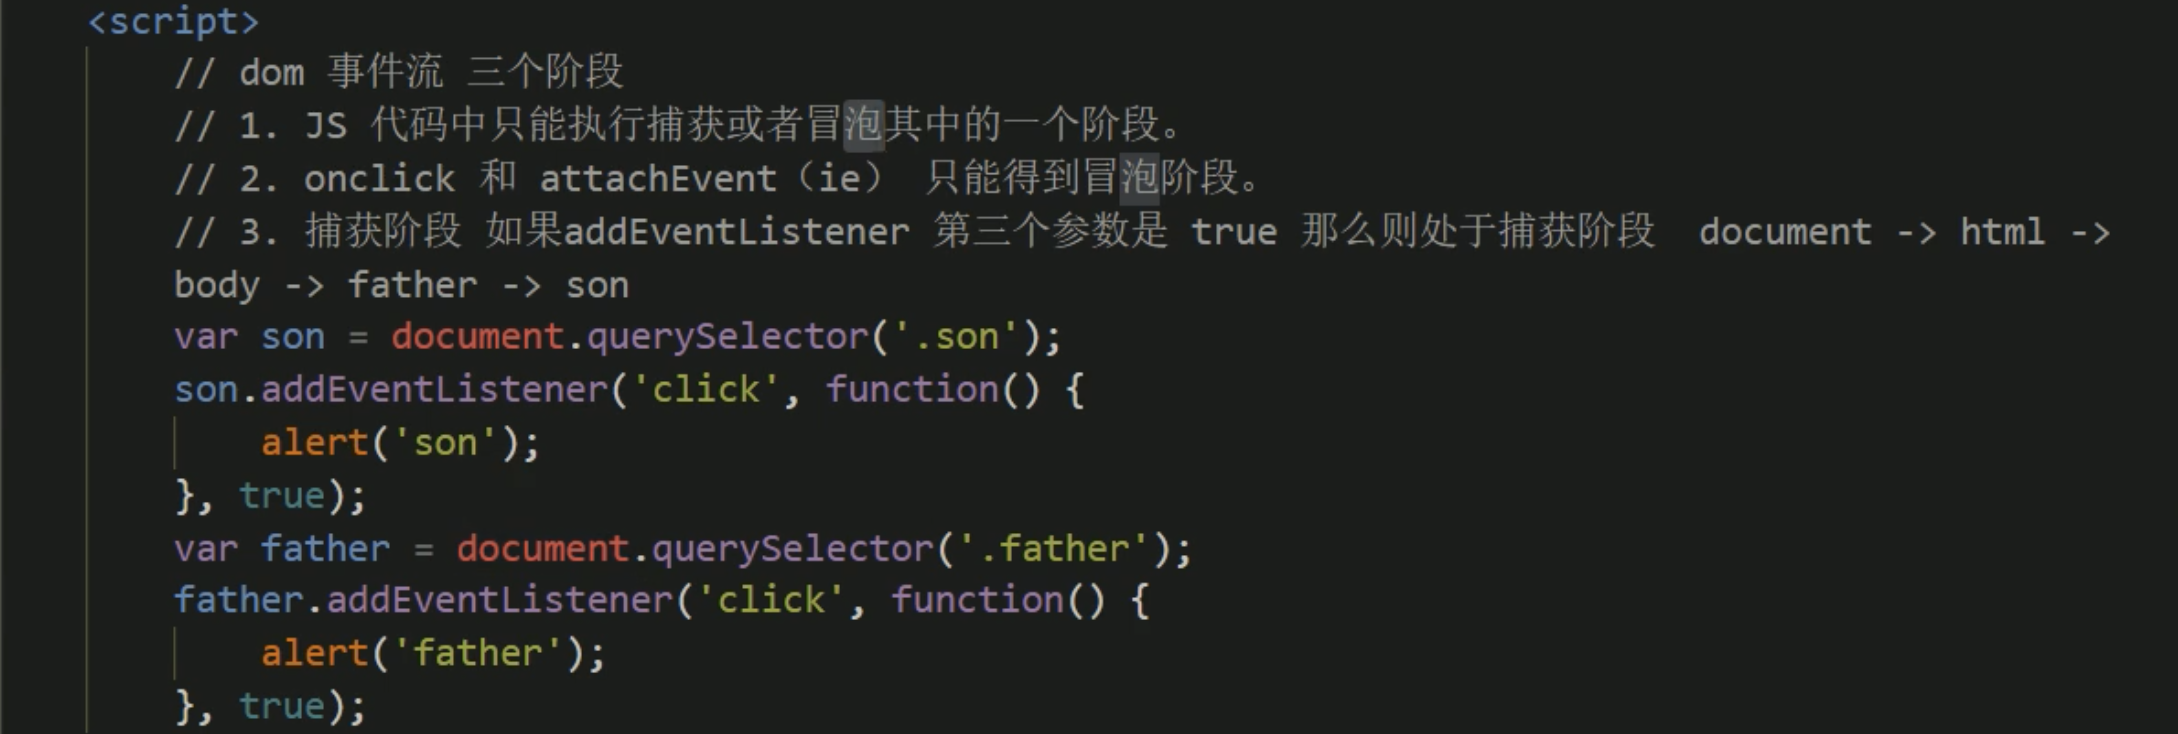 <script>
// dom 事件流 三个阶段
// 1. JS 代码中只能执行捕获或者冒泡其中的一个阶段。
// 2. onclick 和 attachEvent（ie） 只能得到冒泡阶段。
// 3. 捕获阶段 如果addEventListener 第三个参数是 true 那么则处于捕获阶段  document -> html ->
body -> father -> son
var son = document.querySelector('.son');
son.addEventListener('click', function() {
    alert('son');
}, true);
var father = document.querySelector('.father');
father.addEventListener('click', function() {
    alert('father');
}, true);